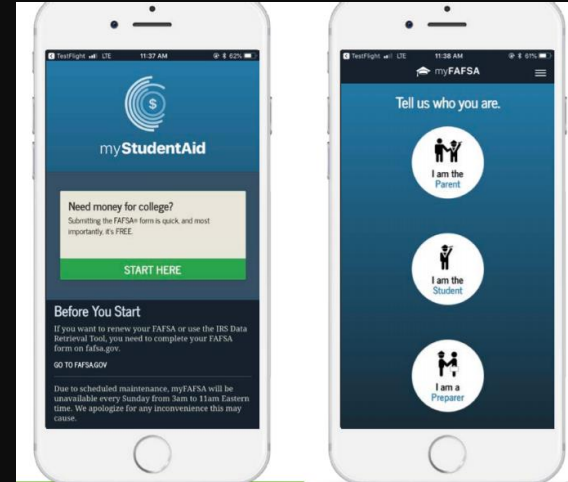 TestFlight LTE 11:37 AM 62%
$
myStudentAid
Need money for college?
Submitting the FAFSA® form is quick, and most
importantly, it's FREE.
START HERE
Before You Start
If you want to renew your FAFSA or use the IRS Data
Retrieval Tool, you need to complete your FAFSA
form on fafsa.gov.
GO TO FAFSA.GOV
Due to scheduled maintenance, myFAFSA will be
unavailable every Sunday from 3am to 11am Eastern
time. We apologize for any inconvenience this may
cause.
TestFlight LTE 11:38 AM 61%
myFAFSA
Tell us who you are.
I am the
Parent
I am the
Student
I am a
Preparer